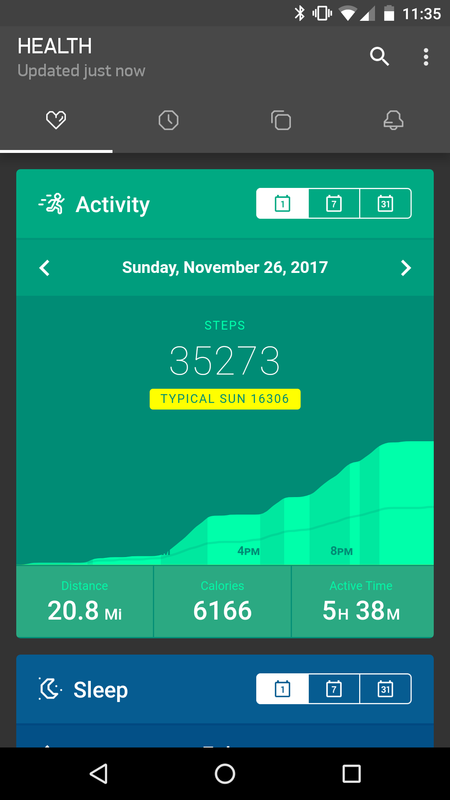 11:35
HEALTH
Updated just now
Activity
1 7 31
Sunday, November 26, 2017
STEPS
35273
TYPICAL SUN 16306
4PM 8PM
Distance Calories Active Time
20.8 Mi 6166 5H 38M
Sleep
1 7 31